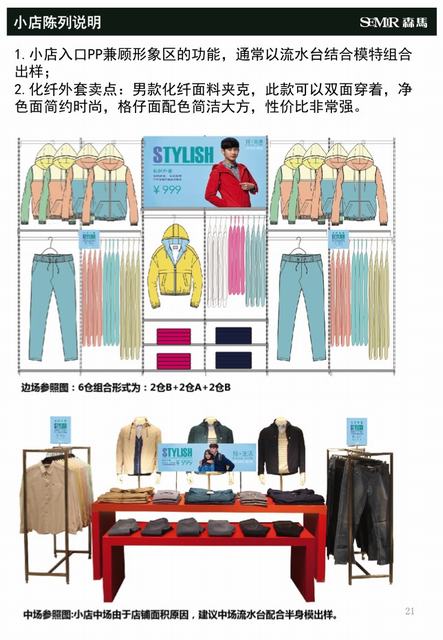 小店陈列说明
SEMIR 森馬
1. 小店入口PP兼顾形象区的功能，通常以流水台结合模特组合
出样；
2. 化纤外套卖点：男款化纤面料夹克，此款可以双面穿着，净
色面简约时尚，格仔面配色简洁大方，性价比非常强。
STYLISH
￥999
边场参照图：6仓组合形式为：2仓B+2仓A+2仓B
STYLISH
￥999
中场参照图:小店中场由于店铺面积原因，建议中场流水台配合半身模出样。
21